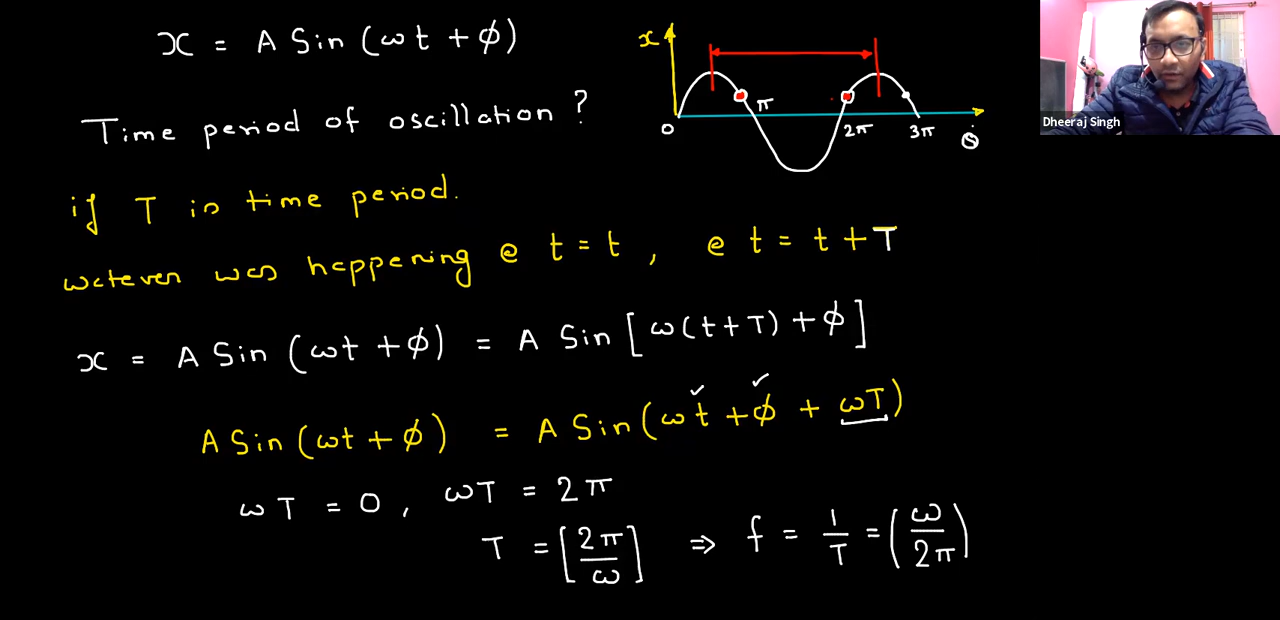 x = A Sin (ωt + φ)
Time period of oscillation ?
x
0
π
2π
3π
θ
Dheeraj Singh
if T is time period.
watever was happening @ t = t , @ t = t + T
x = A Sin (ωt + φ) = A Sin [ω(t+T) + φ]
A Sin (ωt + φ) = A Sin (ωt + φ + ωT)
ωT = 0 , ωT = 2π
T = [2π/ω] ⇒ f = 1/T = (ω/2π)